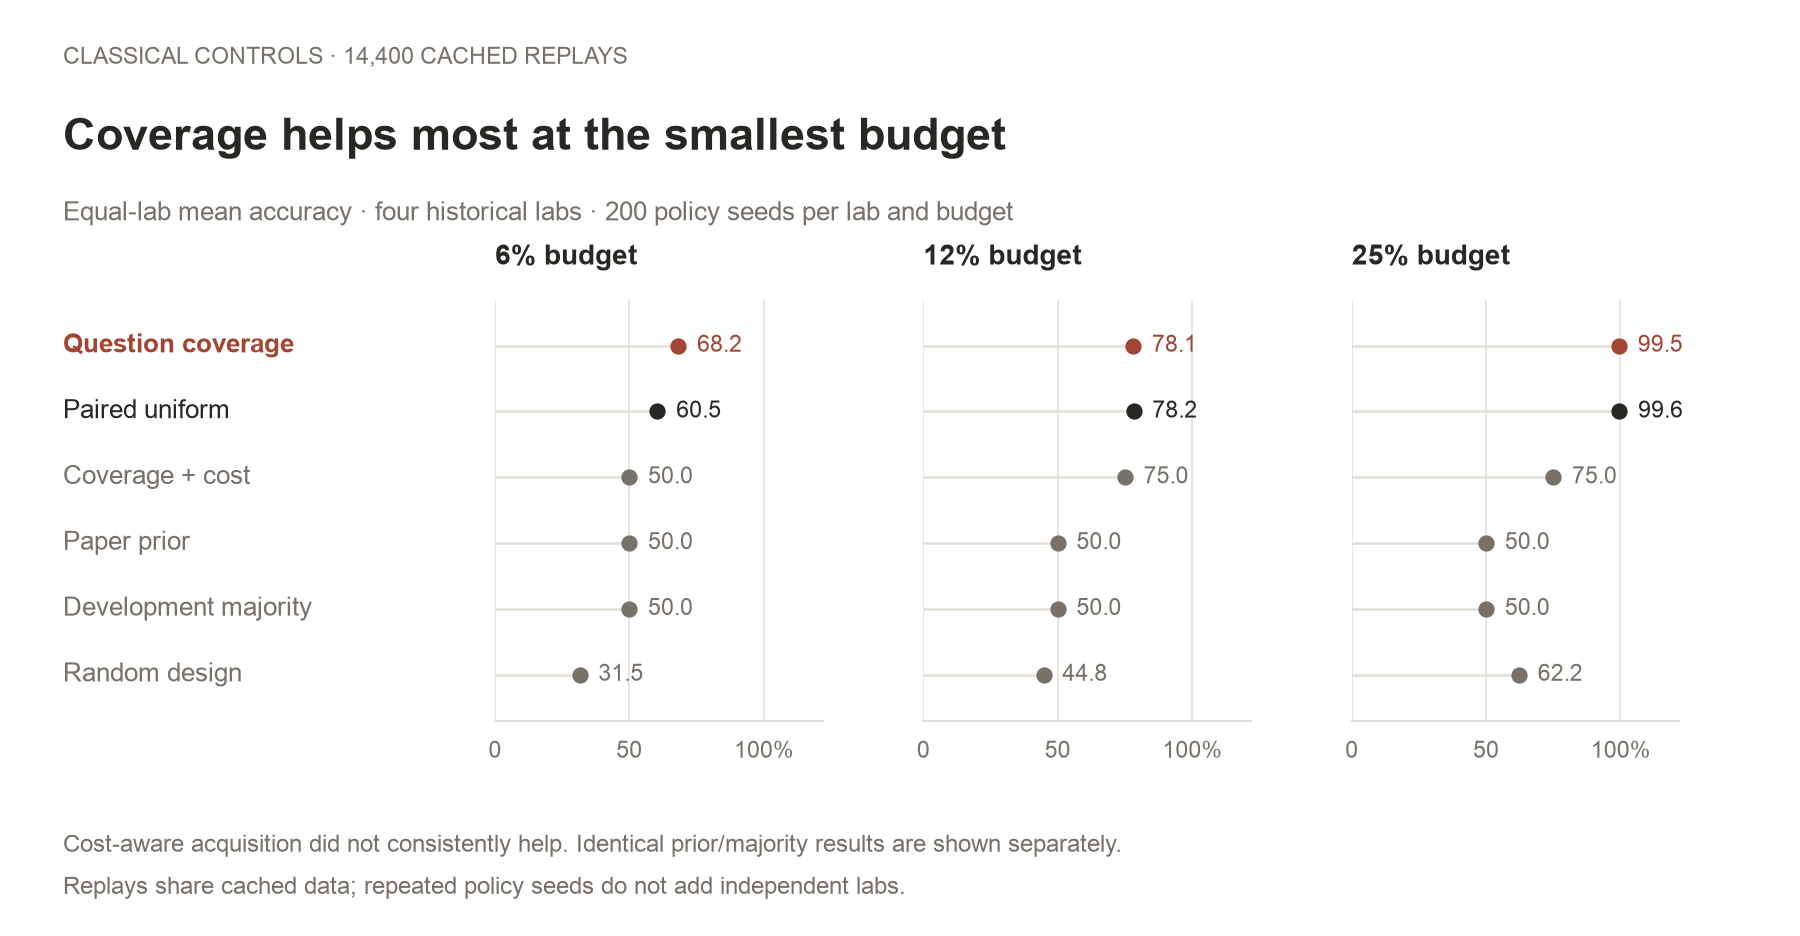 CLASSICAL CONTROLS · 14,400 CACHED REPLAYS
Coverage helps most at the smallest budget
Equal-lab mean accuracy · four historical labs · 200 policy seeds per lab and budget
6% budget 12% budget 25% budget
Question coverage 68.2 78.1 99.5
Paired uniform 60.5 78.2 99.6
Coverage + cost 50.0 75.0 75.0
Paper prior 50.0 50.0 50.0
Development majority 50.0 50.0 50.0
Random design 31.5 44.8 62.2
0 50 100% 0 50 100% 0 50 100%
Cost-aware acquisition did not consistently help. Identical prior/majority results are shown separately.
Replays share cached data; repeated policy seeds do not add independent labs.